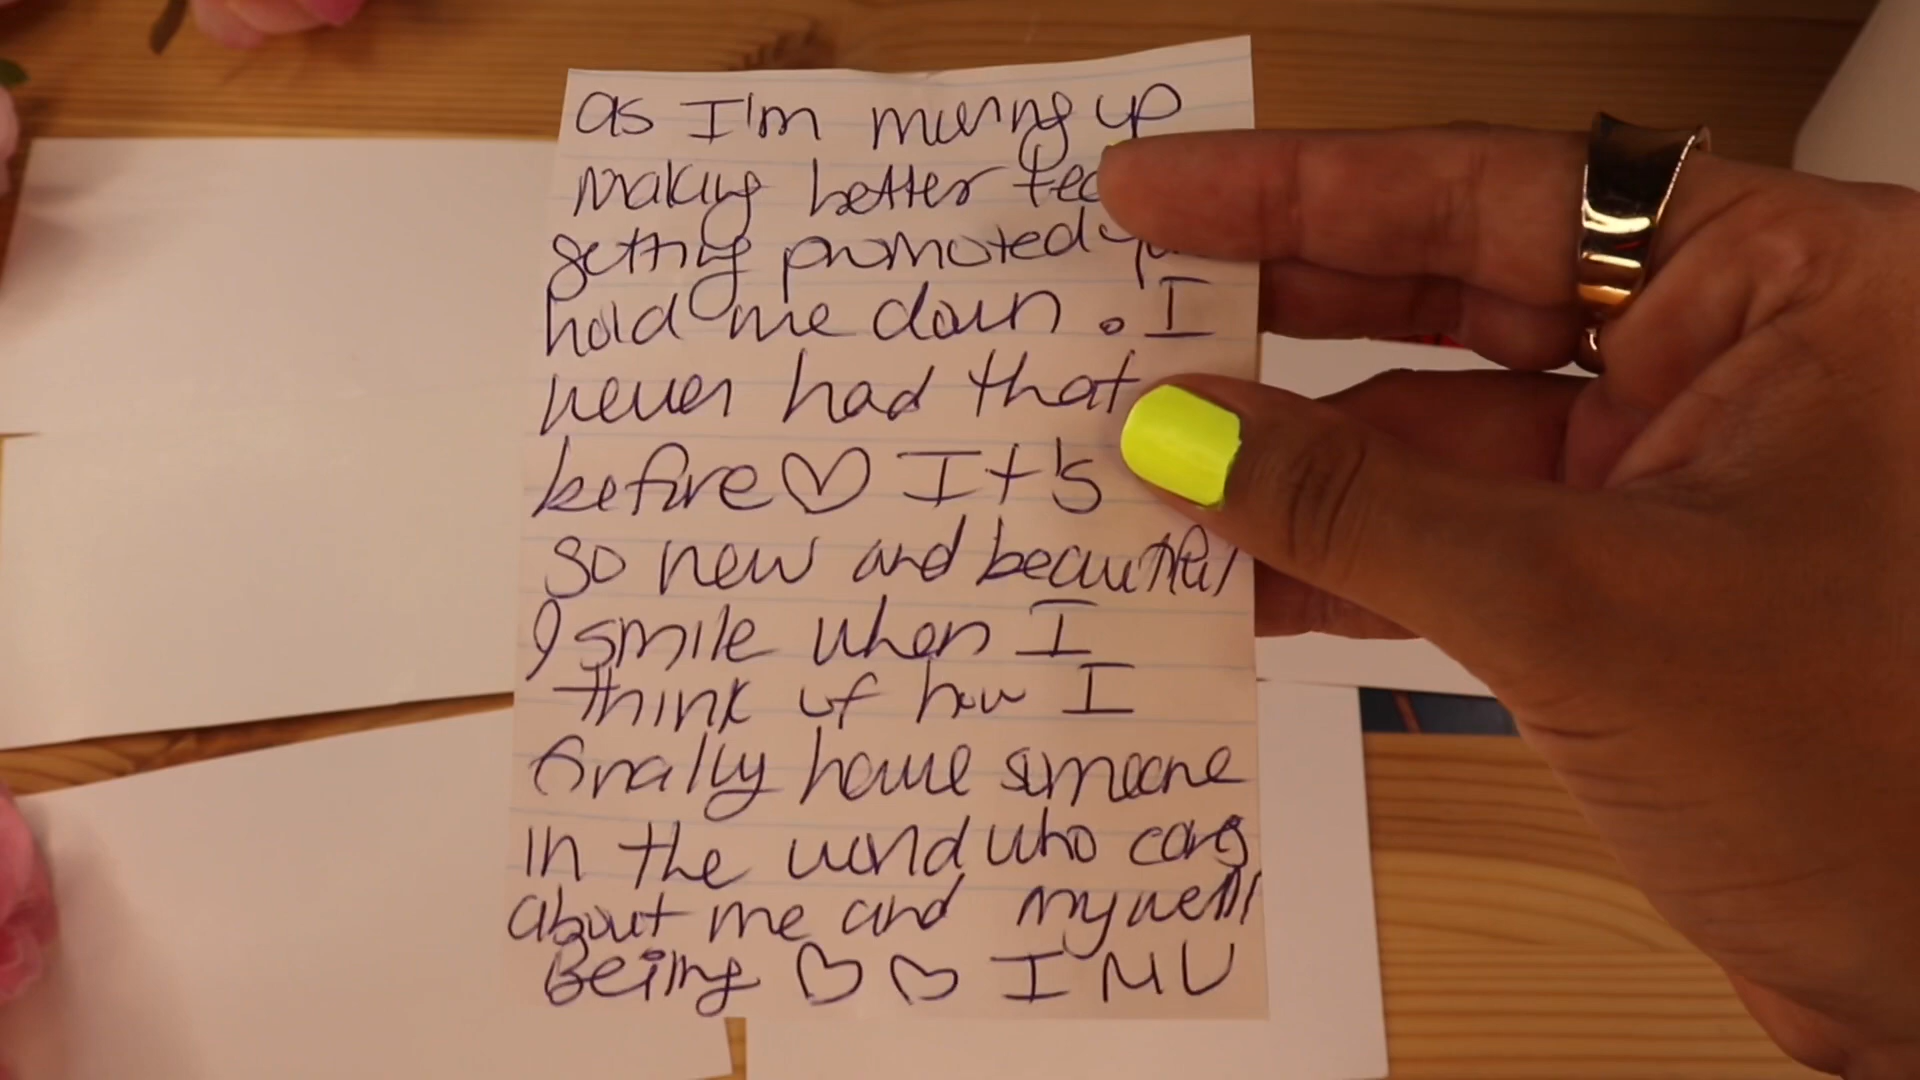 as I'm moving up
making better
getting promoted you
hold me down. I
never had that
before ♡ It's
so new and beautiful
I smile when I
think of how I
finally have someone
in the world who cares
about me and my well
Being ♡ ♡ I M U